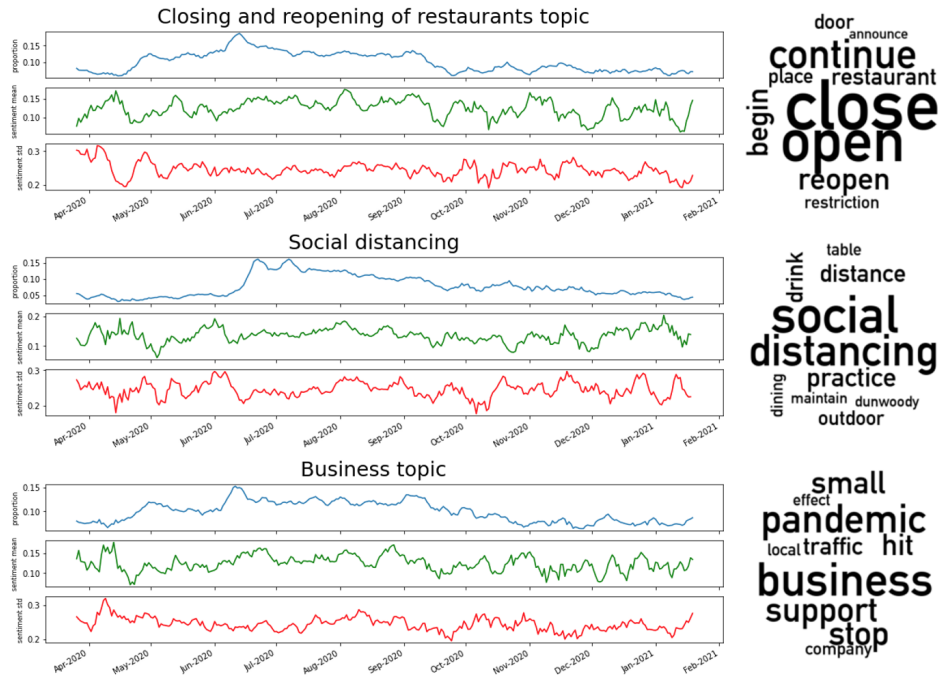 Closing and reopening of restaurants topic
proportion
0.15
0.10
sentiment mean
0.15
0.10
sentiment std
0.3
0.2
Apr-2020 May-2020 Jun-2020 Jul-2020 Aug-2020 Sep-2020 Oct-2020 Nov-2020 Dec-2020 Jan-2021 Feb-2021
door
announce
continue
place restaurant
begin
close
open
reopen
restriction
Social distancing
proportion
0.15
0.10
0.05
sentiment mean
0.2
0.1
sentiment std
0.3
0.2
Apr-2020 May-2020 Jun-2020 Jul-2020 Aug-2020 Sep-2020 Oct-2020 Nov-2020 Dec-2020 Jan-2021 Feb-2021
table
drink
distance
social
distancing
dining
practice
maintain dunwoody
outdoor
Business topic
proportion
0.15
0.10
sentiment mean
0.15
0.10
sentiment std
0.3
0.2
Apr-2020 May-2020 Jun-2020 Jul-2020 Aug-2020 Sep-2020 Oct-2020 Nov-2020 Dec-2020 Jan-2021 Feb-2021
small
effect
pandemic
local traffic hit
business
support
stop
company